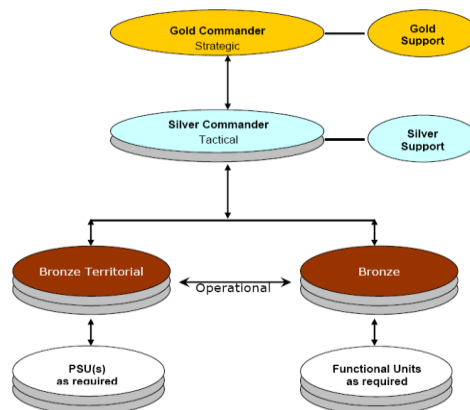 Gold Commander
Strategic
Gold
Support
Silver Commander
Tactical
Silver
Support
Bronze Territorial
Operational
Bronze
PSU(s)
as required
Functional Units
as required